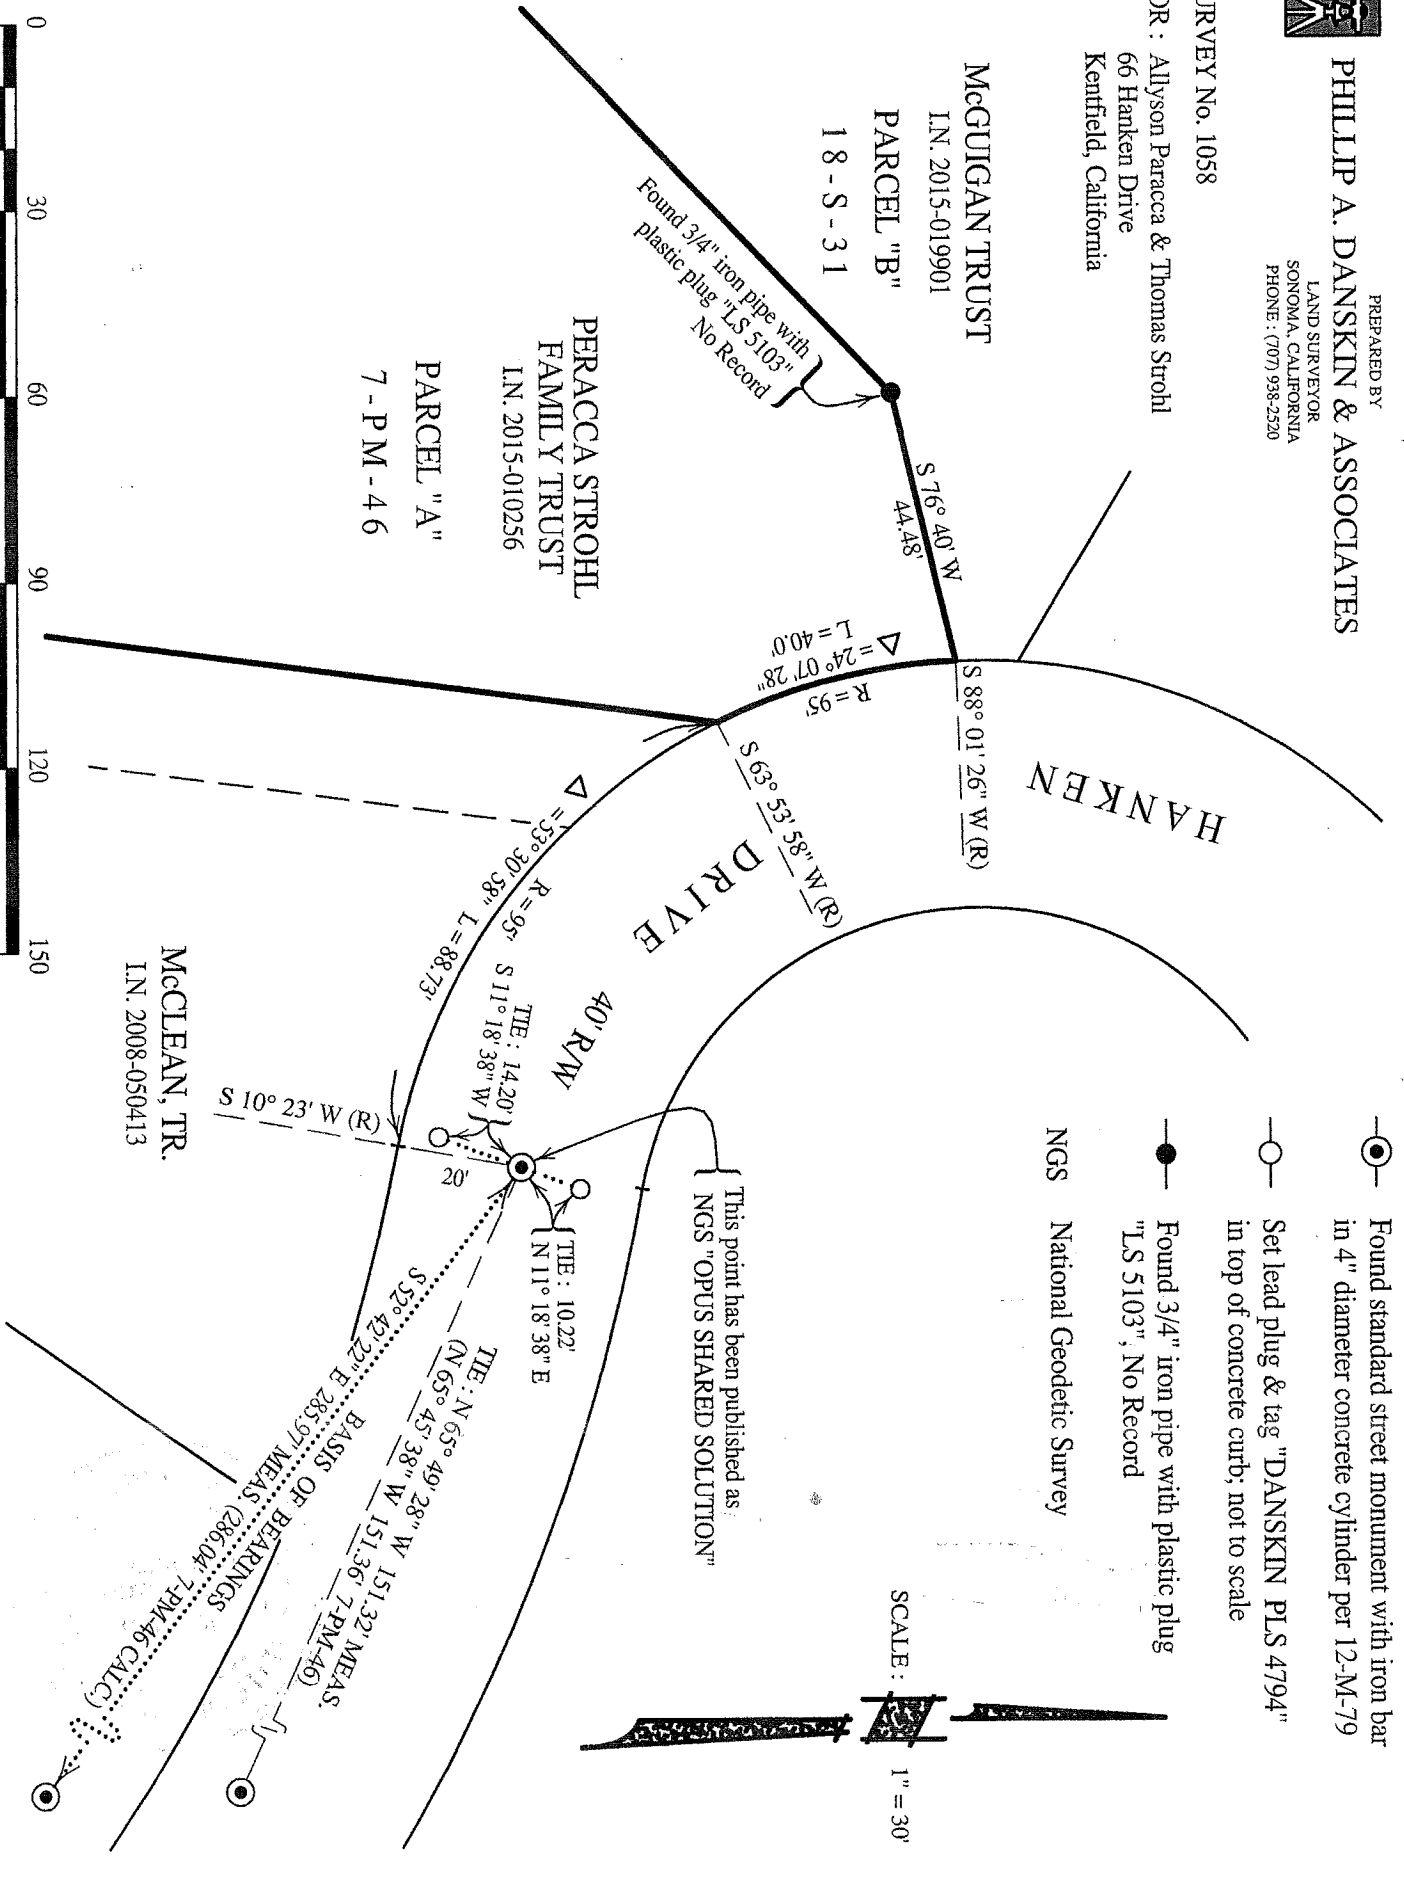 PREPARED BY
PHILLIP A. DANSKIN & ASSOCIATES
LAND SURVEYOR
SONOMA, CALIFORNIA
PHONE : (707) 938-2520
URVEY No. 1058
OR : Allyson Paracca & Thomas Strohl
66 Hanken Drive
Kentfield, California
Found standard street monument with iron bar
in 4" diameter concrete cylinder per 12-M-79
Set lead plug & tag "DANSKIN PLS 4794"
in top of concrete curb; not to scale
Found 3/4" iron pipe with plastic plug
"LS 5103", No Record
NGS National Geodetic Survey
SCALE : 1" = 30'
McGUIGAN TRUST
I.N. 2015-019901
PARCEL "B"
18 - S - 31
Found 3/4" iron pipe with
plastic plug "LS 5103"
No Record
S 76° 40' W
44.48'
S 88° 01' 26" W (R)
HANKEN
DRIVE
40' R/W
R = 95'
Δ = 24° 07' 28"
L = 40.0'
S 63° 53' 58" W (R)
PERACCA STROHL
FAMILY TRUST
I.N. 2015-010256
PARCEL "A"
7 - PM - 46
R = 95'
Δ = 53° 30' 58" L = 88.73'
TIE : 14.20'
S 11° 18' 38" W
This point has been published as
NGS "OPUS SHARED SOLUTION"
TIE : 10.22'
N 11° 18' 38" E
20'
S 10° 23' W (R)
McCLEAN, TR.
I.N. 2008-050413
TIE : N 65° 49' 28" W 151.32' MEAS.
(N 65° 45' 38" W 151.36' 7-PM-46)
BASIS OF BEARINGS
S 52° 42' 22" E 285.97' MEAS. (286.04' 7-PM-46 CALC.)
0 30 60 90 120 150